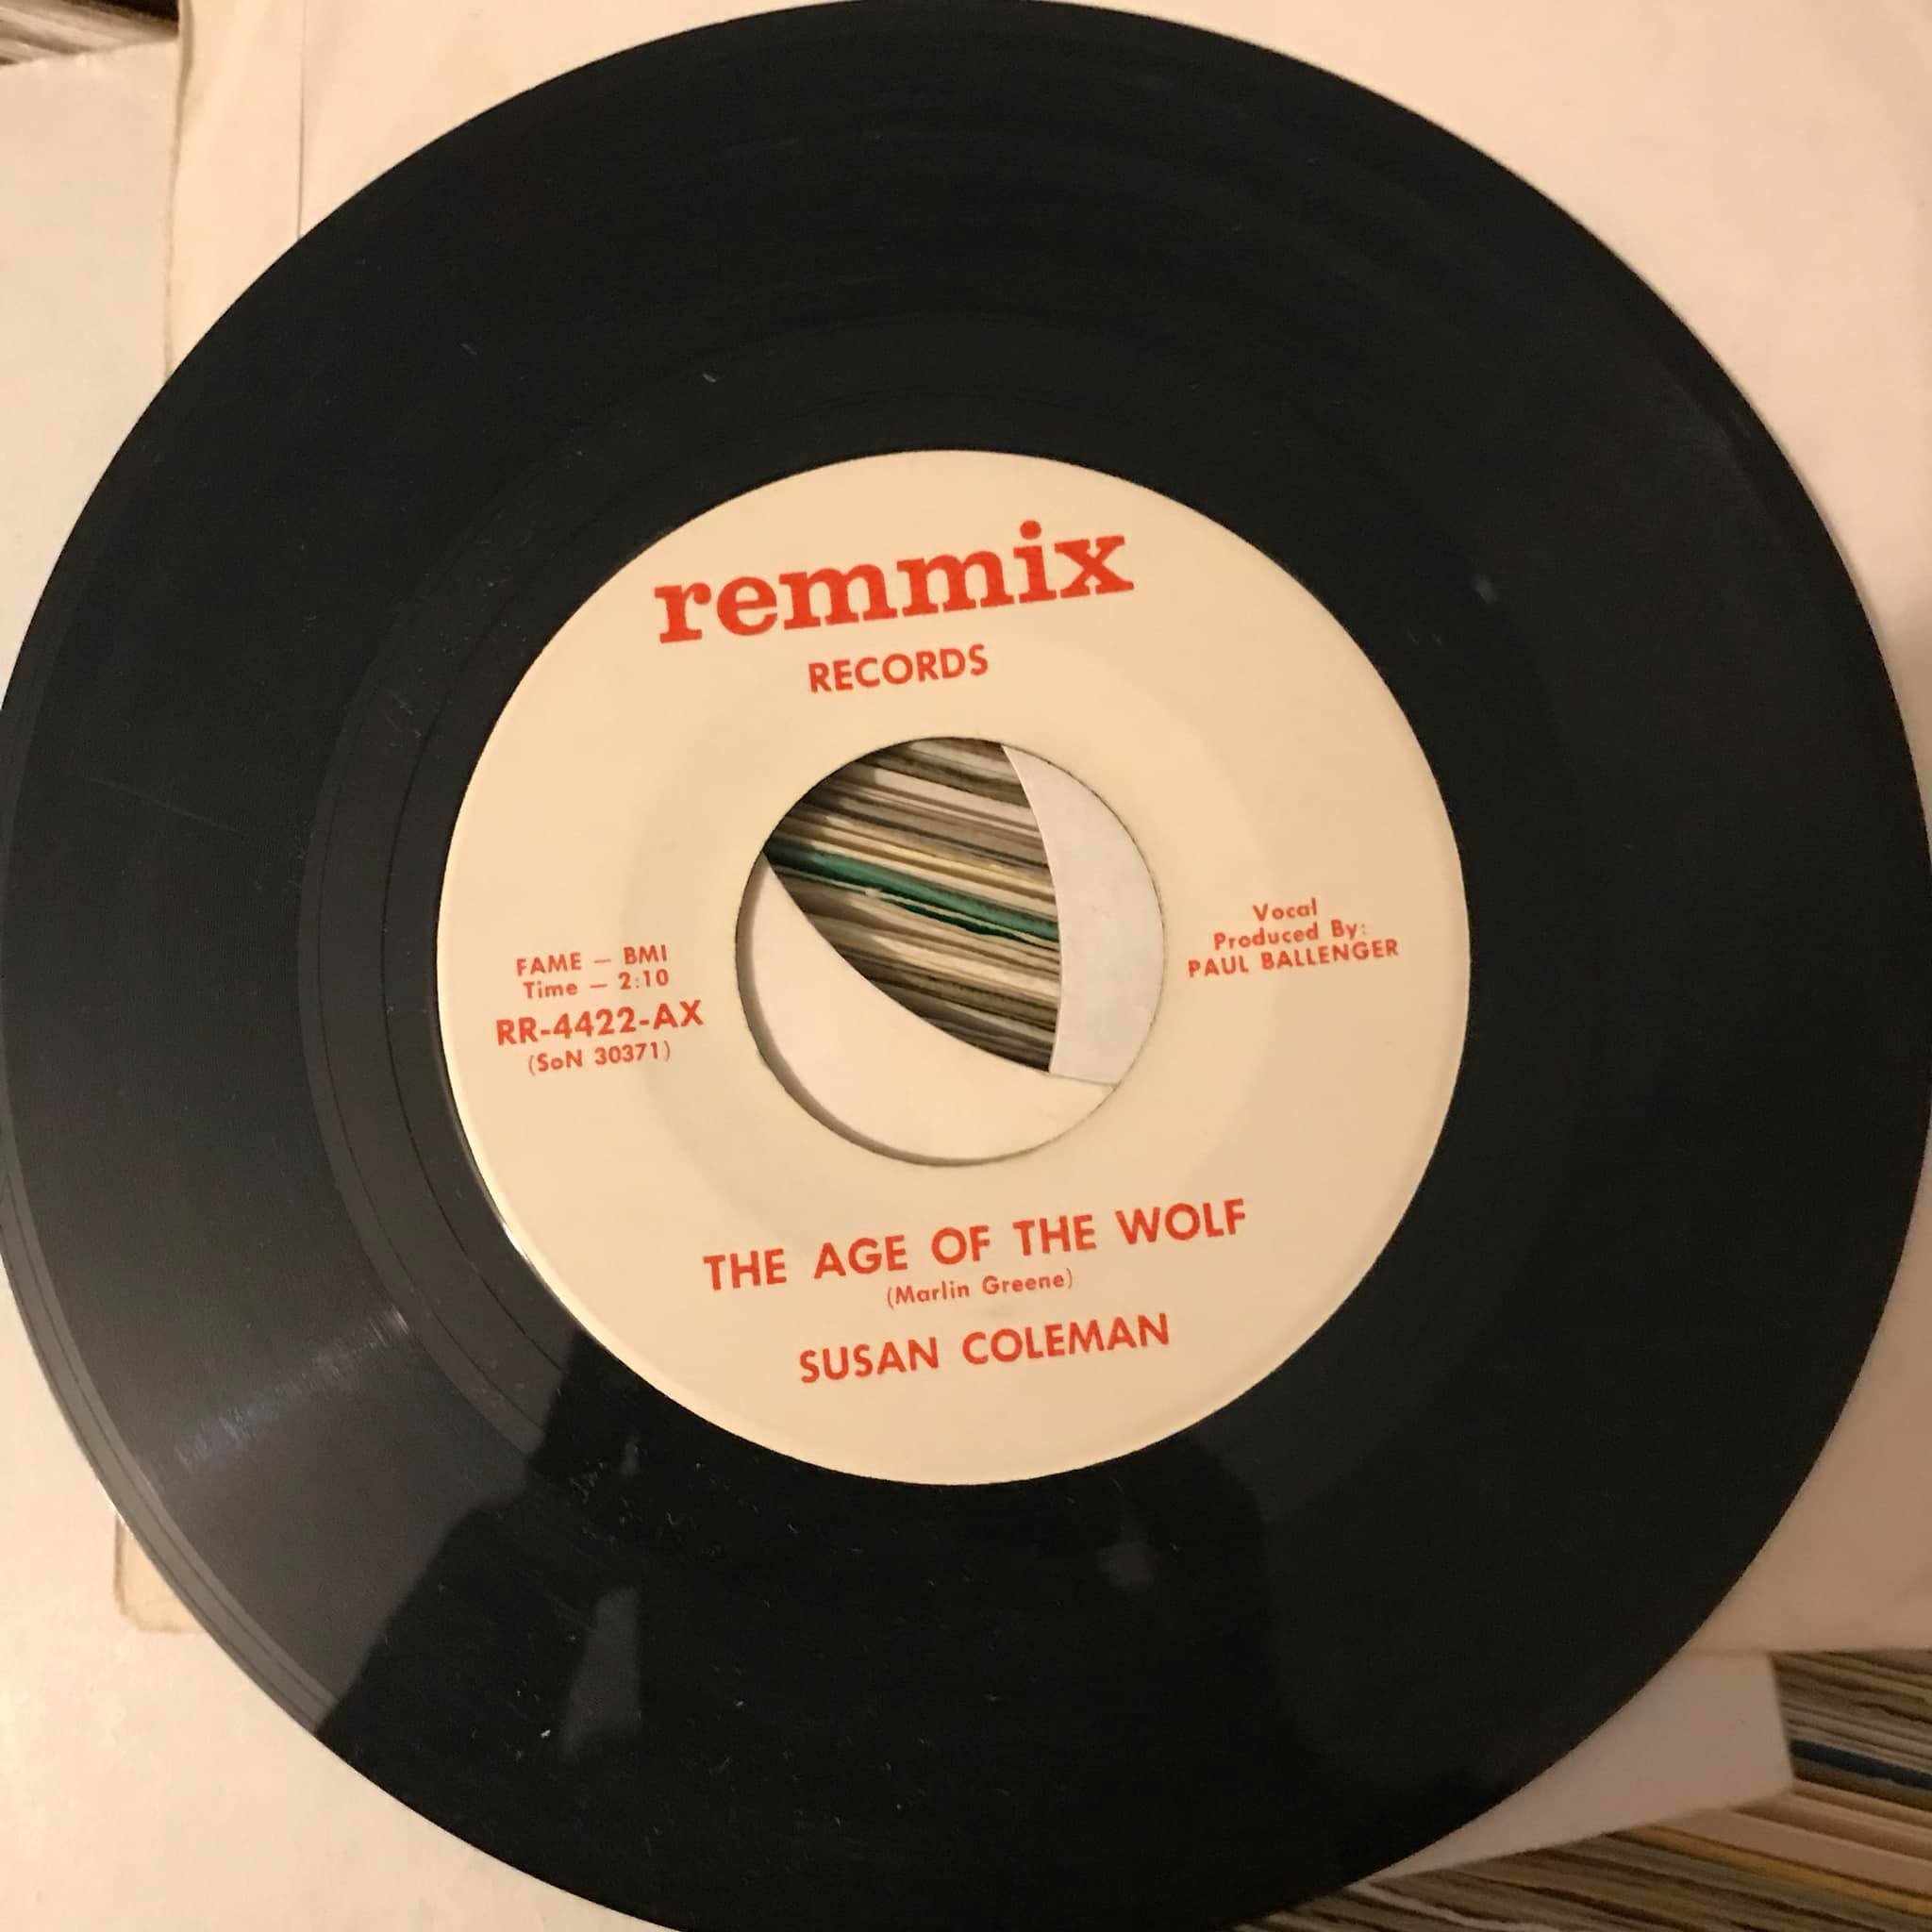 remmix
RECORDS
FAME – BMI
Time – 2:10
RR-4422-AX
(SoN 30371)
Vocal
Produced By:
PAUL BALLENGER
THE AGE OF THE WOLF
(Marlin Greene)
SUSAN COLEMAN